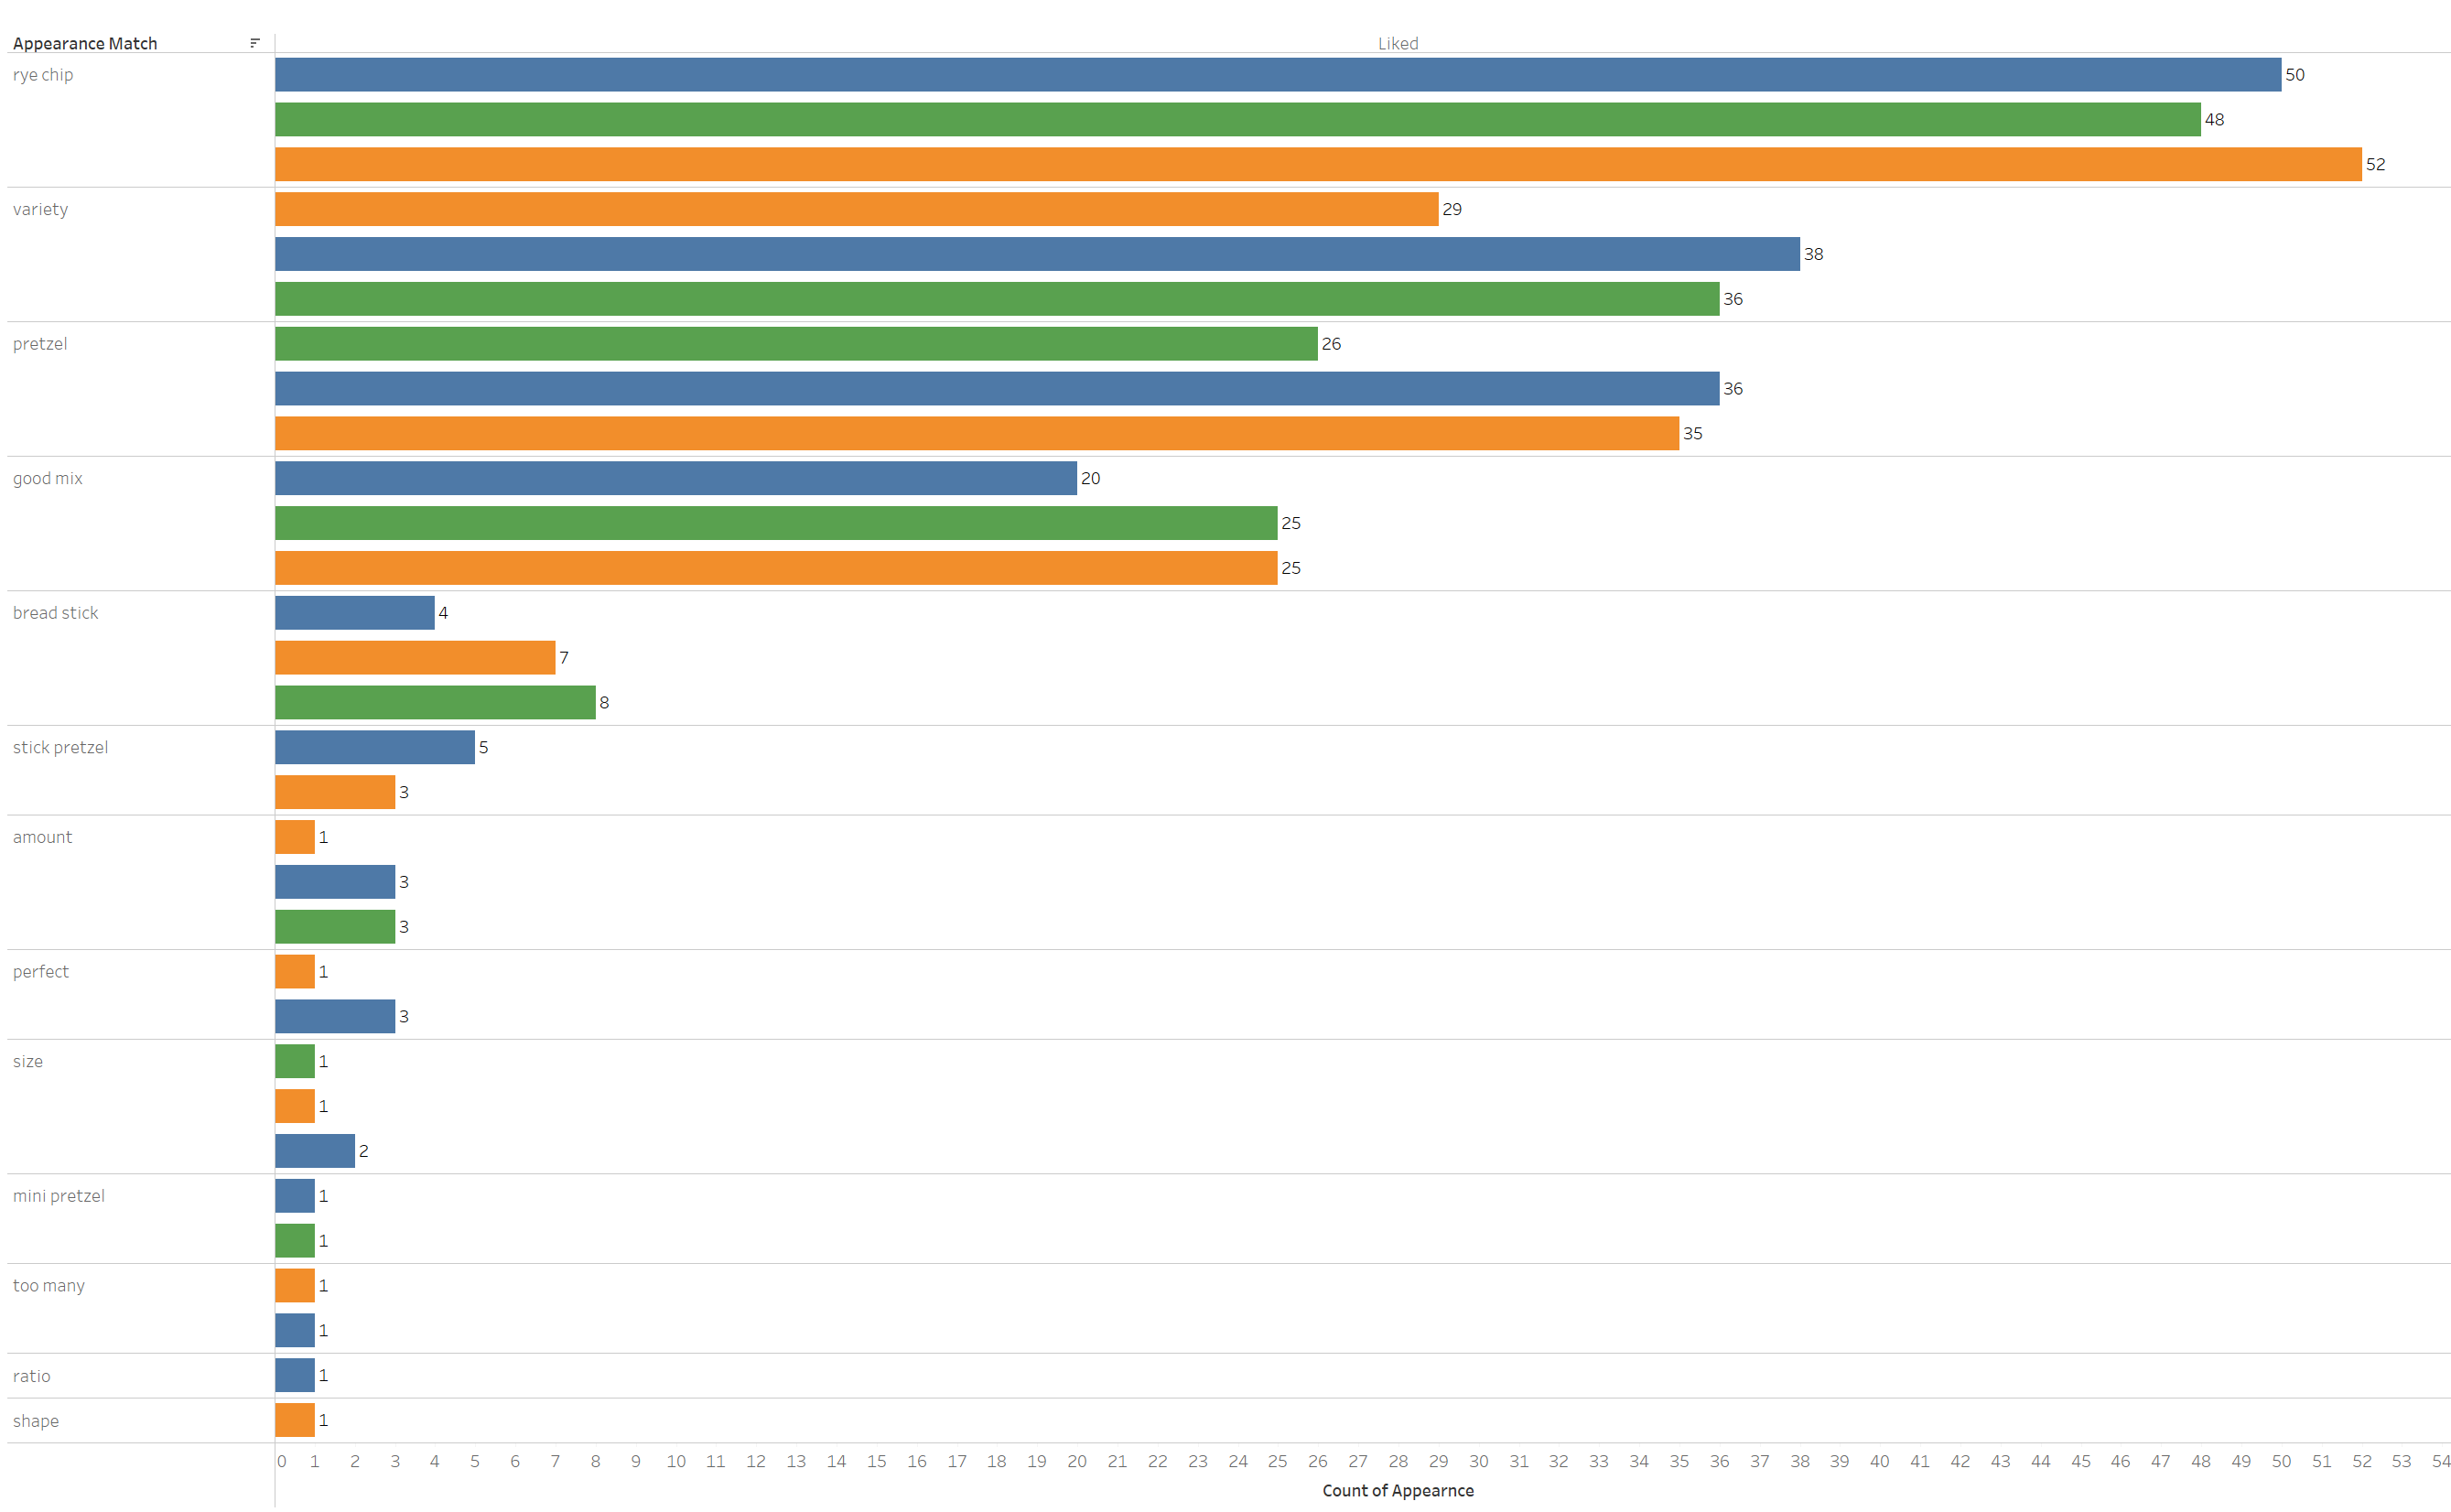 Appearance Match
Liked
rye chip
50
48
52
variety
29
38
36
pretzel
26
36
35
good mix
20
25
25
bread stick
4
7
8
stick pretzel
5
3
amount
1
3
3
perfect
1
3
size
1
1
2
mini pretzel
1
1
too many
1
1
ratio
1
shape
1
0 1 2 3 4 5 6 7 8 9 10 11 12 13 14 15 16 17 18 19 20 21 22 23 24 25 26 27 28 29 30 31 32 33 34 35 36 37 38 39 40 41 42 43 44 45 46 47 48 49 50 51 52 53 54
Count of Appearnce